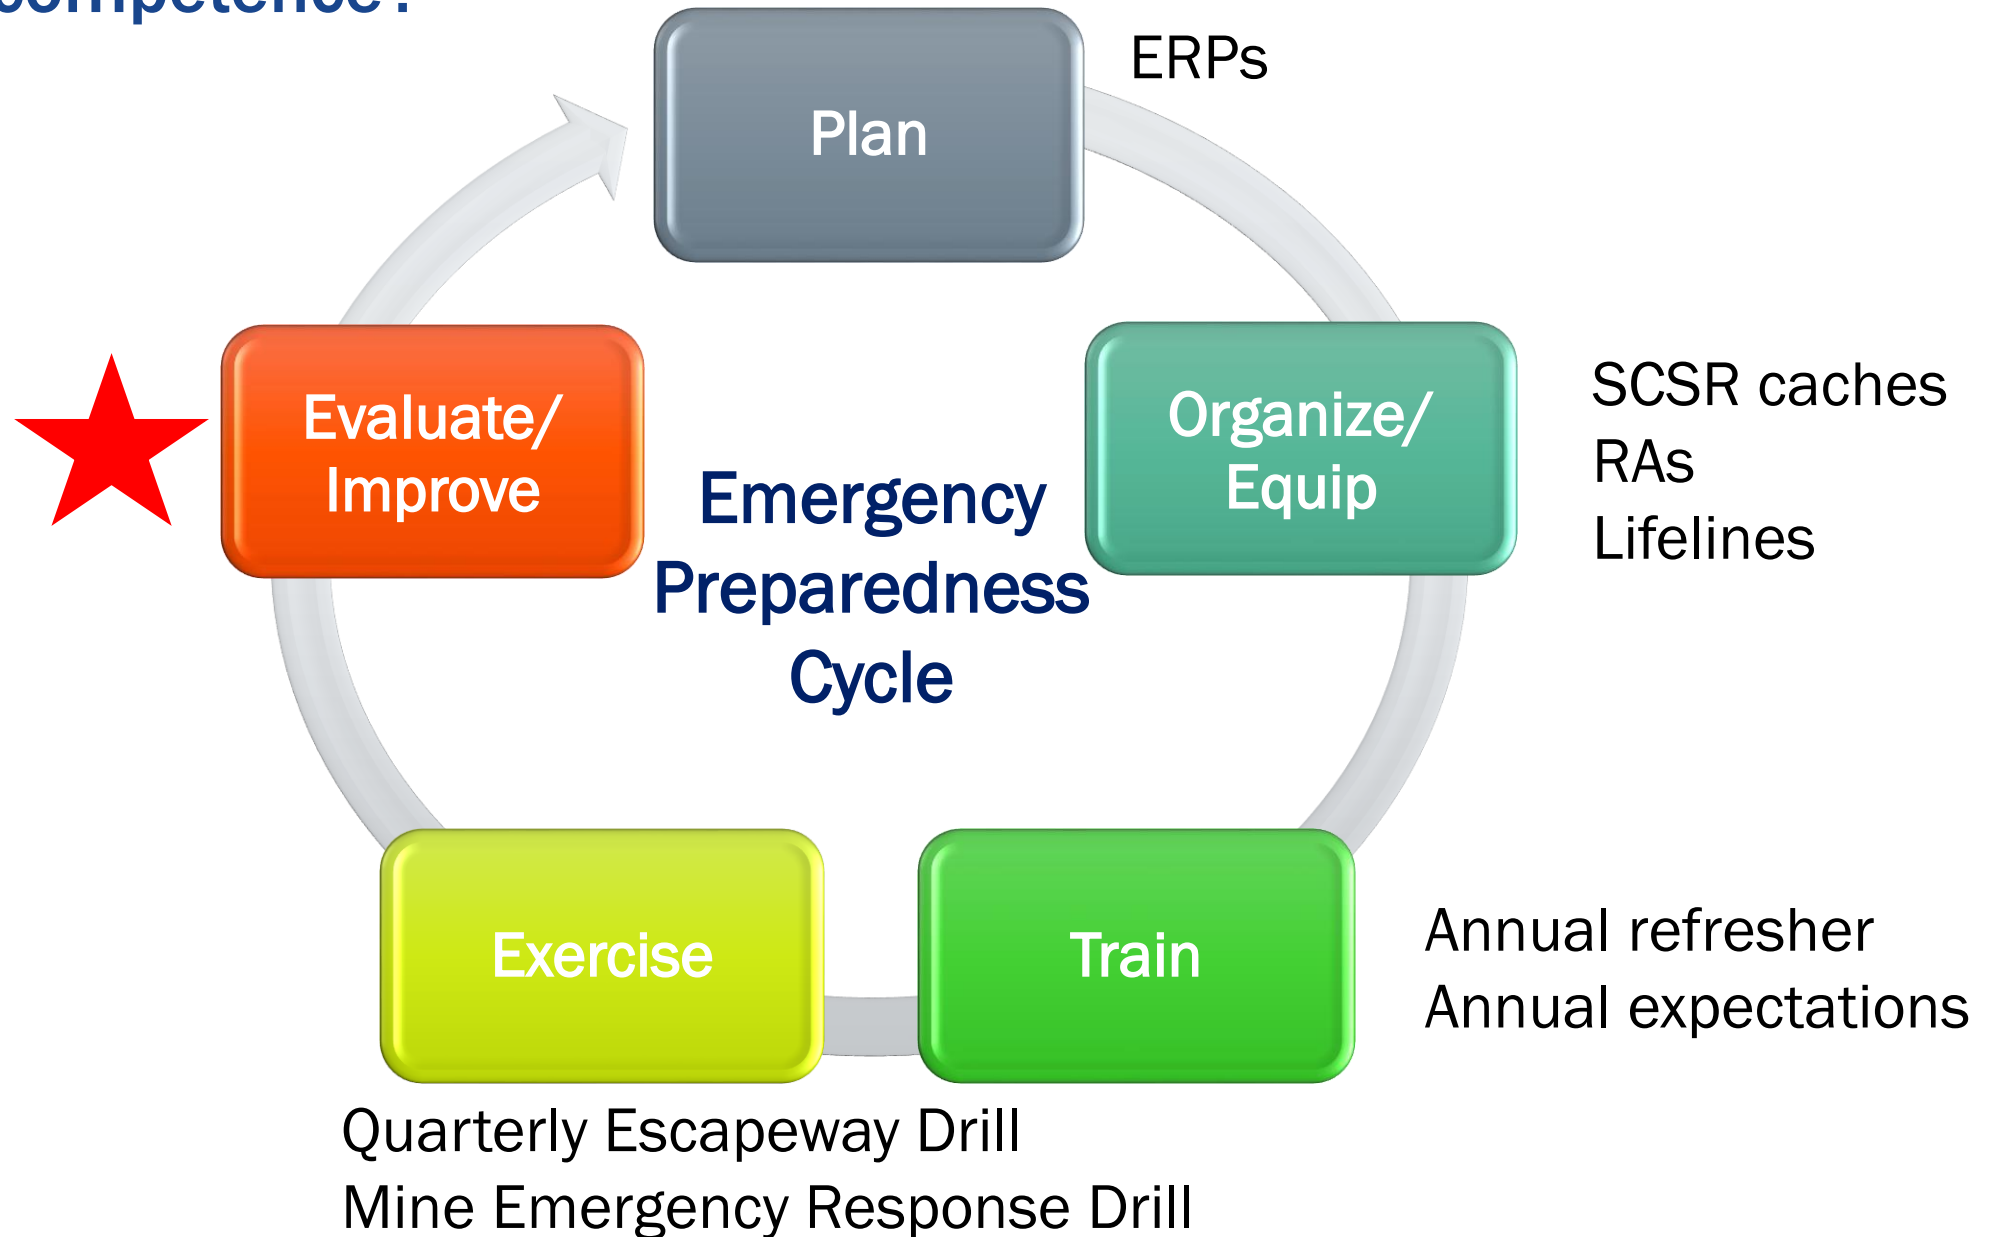 competence?
Plan
ERPs
Evaluate/
Improve
Organize/
Equip
SCSR caches
RAs
Lifelines
Emergency
Preparedness
Cycle
Exercise
Train
Annual refresher
Annual expectations
Quarterly Escapeway Drill
Mine Emergency Response Drill